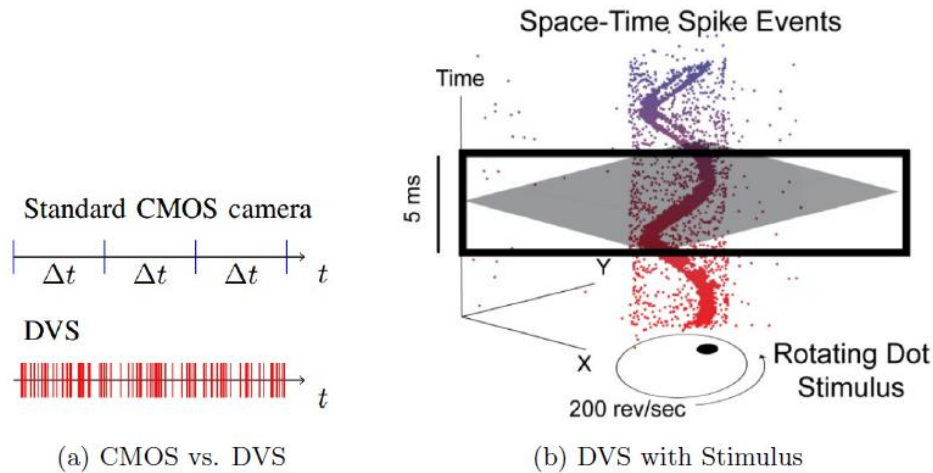 Standard CMOS camera
Δt Δt Δt t
DVS
t
(a) CMOS vs. DVS
Space-Time Spike Events
Time
5 ms
Y
X
Rotating Dot
Stimulus
200 rev/sec
(b) DVS with Stimulus